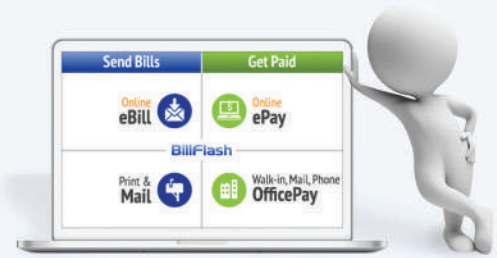 Send Bills
Get Paid
Online
eBill
Online
ePay
$
BillFlash
Print &
Mail
Walk-in, Mail, Phone
OfficePay